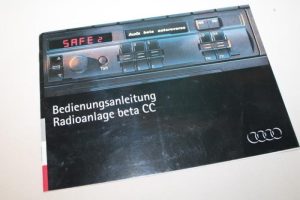 SAFE 2
Audi beta autoreverse
Bedienungsanleitung
Radioanlage beta CC